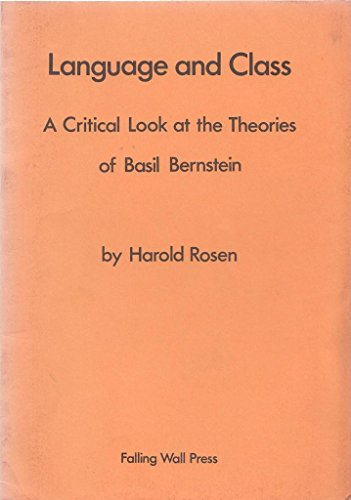 Language and Class
A Critical Look at the Theories
of Basil Bernstein
by Harold Rosen
Falling Wall Press